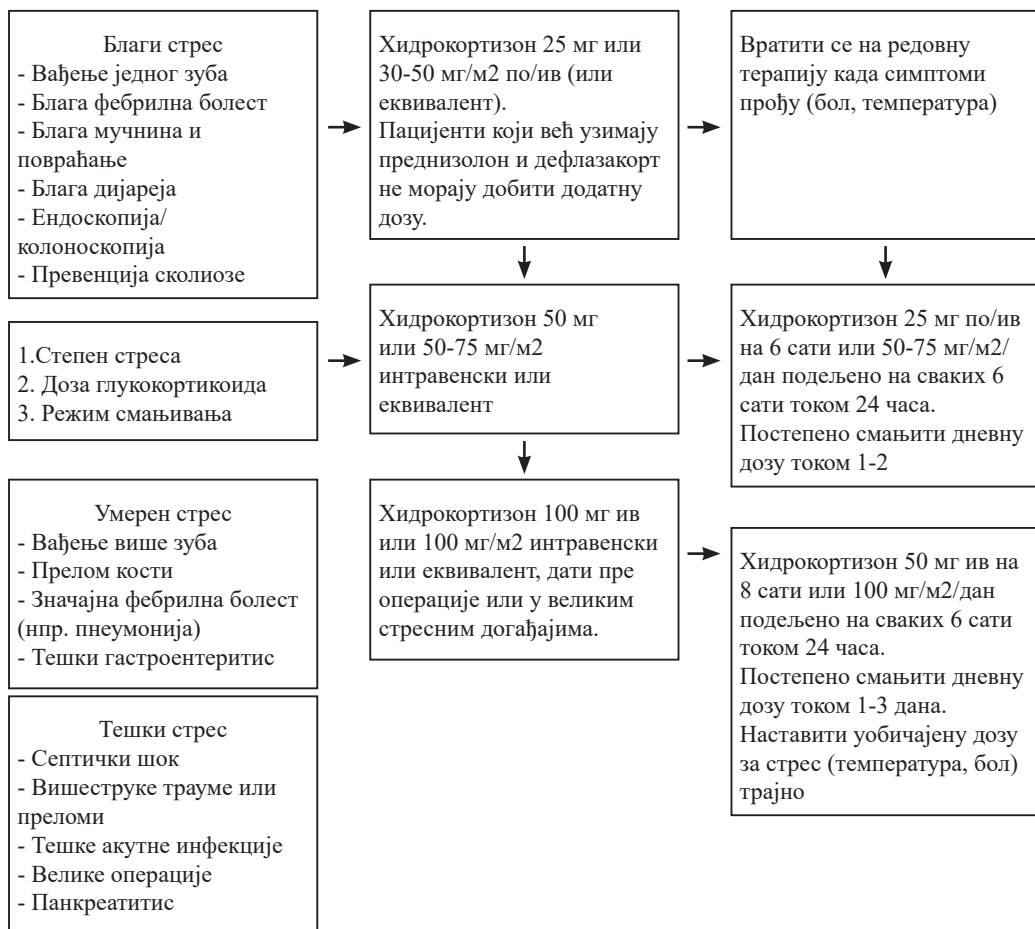 Благи стрес
- Вађење једног зуба
- Блага фебрилна болест
- Блага мучнина и
повраћање
- Блага дијареја
- Ендоскопија/
колоноскопија
- Превенција сколиозе
Хидрокортизон 25 мг или
30-50 мг/м2 по/ив (или
еквивалент).
Пацијенти који већ узимају
преднизолон и дефлазакорт
не морају добити додатну
дозу.
Вратити се на редовну
терапију када симптоми
прођу (бол, температура)
1.Степен стреса
2. Доза глукокортикоида
3. Режим смањивања
Хидрокортизон 50 мг
или 50-75 мг/м2
интравенски или
еквивалент
Хидрокортизон 25 мг по/ив
на 6 сати или 50-75 мг/м2/
дан подељено на сваких 6
сати током 24 часа.
Постепено смањити дневну
дозу током 1-2
Умерен стрес
- Вађење више зуба
- Прелом кости
- Значајна фебрилна болест
(нпр. пнеумонија)
- Тешки гастроентеритис
Хидрокортизон 100 мг ив
или 100 мг/м2 интравенски
или еквивалент, дати пре
операције или у великим
стресним догађајима.
Хидрокортизон 50 мг ив на
8 сати или 100 мг/м2/дан
подељено на сваких 6 сати
током 24 часа.
Постепено смањити дневну
дозу током 1-3 дана.
Наставити уобичајену дозу
за стрес (температура, бол)
трајно
Тешки стрес
- Септички шок
- Вишеструке трауме или
преломи
- Тешке акутне инфекције
- Велике операције
- Панкреатитис